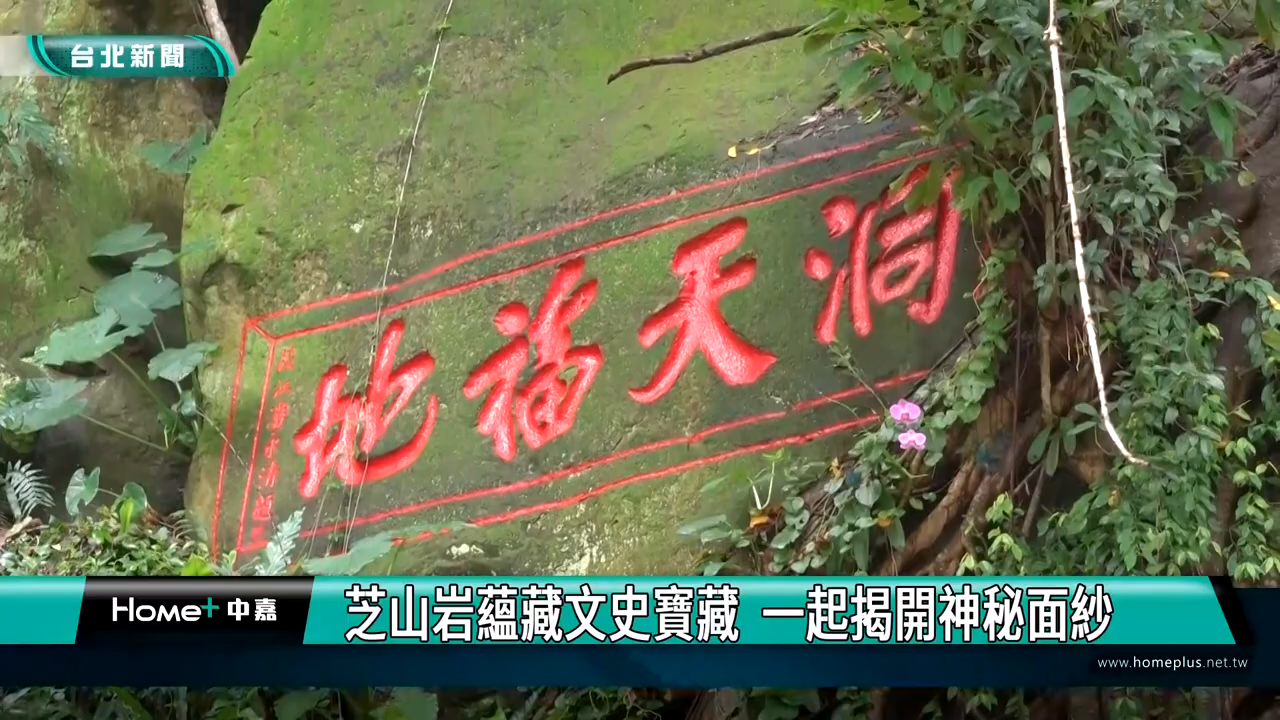 台北新聞
洞天福地
Home+ 中嘉
芝山岩蘊藏文史寶藏 一起揭開神秘面紗
www.homeplus.net.tw